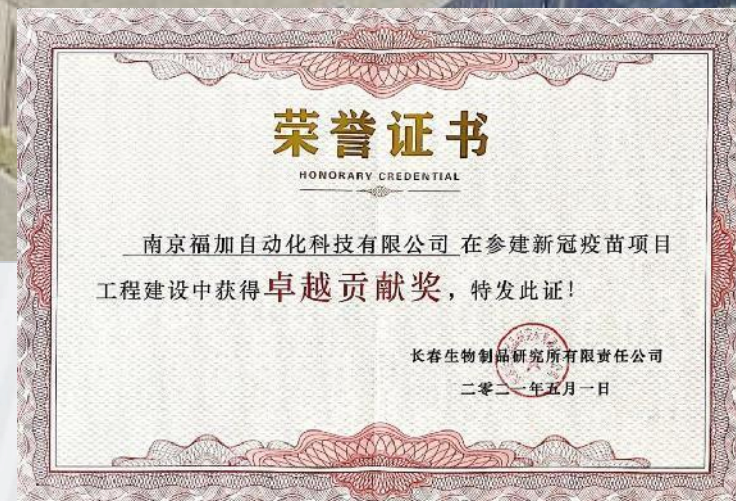 荣誉证书
HONORARY CREDENTIAL
南京福加自动化科技有限公司 在参建新冠疫苗项目
工程建设中获得卓越贡献奖，特发此证！
长春生物制品研究所有限责任公司
二零二一年五月一日